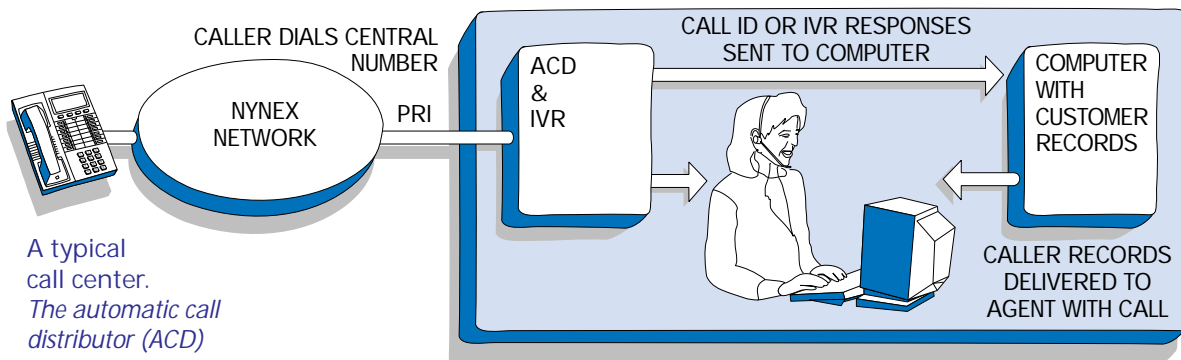 CALLER DIALS CENTRAL
NUMBER
NYNEX
NETWORK
PRI
ACD
&
IVR
CALL ID OR IVR RESPONSES
SENT TO COMPUTER
COMPUTER
WITH
CUSTOMER
RECORDS
CALLER RECORDS
DELIVERED TO
AGENT WITH CALL
A typical
call center.
The automatic call
distributor (ACD)